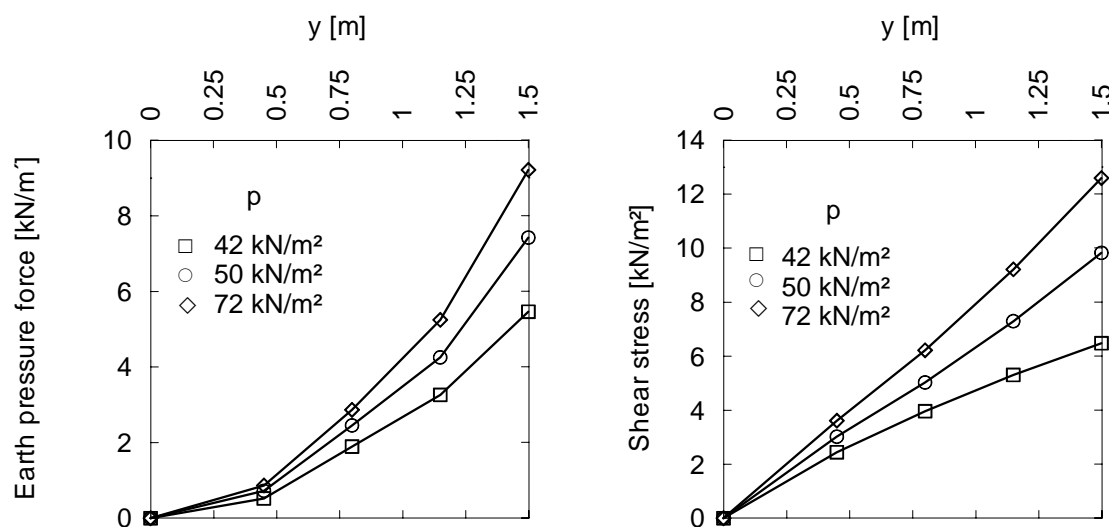 y [m]
0 0.25 0.5 0.75 1 1.25 1.5
10
8
6
4
2
0
Earth pressure force [kN/m´]
p
42 kN/m²
50 kN/m²
72 kN/m²
y [m]
0 0.25 0.5 0.75 1 1.25 1.5
14
12
10
8
6
4
2
0
Shear stress [kN/m²]
p
42 kN/m²
50 kN/m²
72 kN/m²